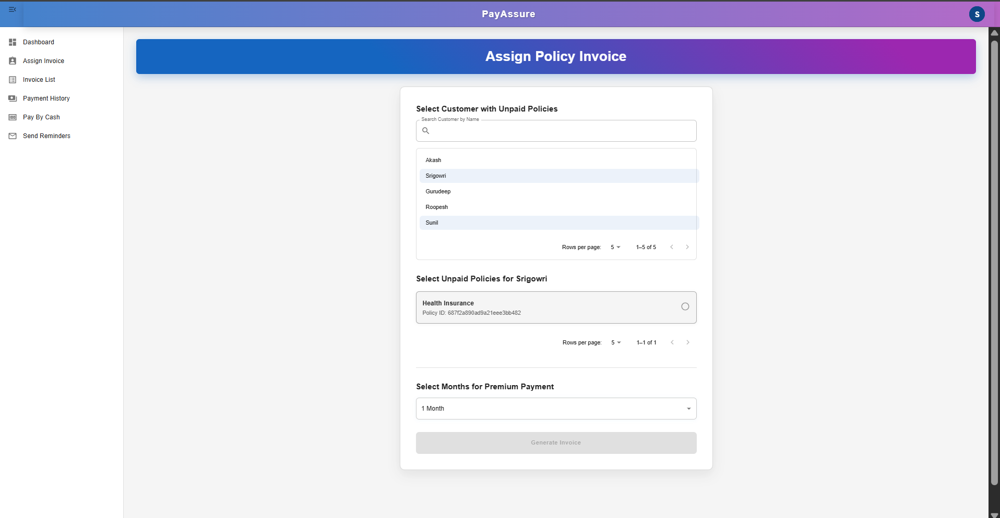 PayAssure
S
Dashboard
Assign Invoice
Invoice List
Payment History
Pay By Cash
Send Reminders
Assign Policy Invoice
Select Customer with Unpaid Policies
Search Customer by Name
Akash
Srigowri
Gurudeep
Roopesh
Sunil
Rows per page: 5 1–5 of 5
Select Unpaid Policies for Srigowri
Health Insurance
Policy ID: 687f2a890ad9a21eee3bb482
Rows per page: 5 1–1 of 1
Select Months for Premium Payment
1 Month
Generate Invoice